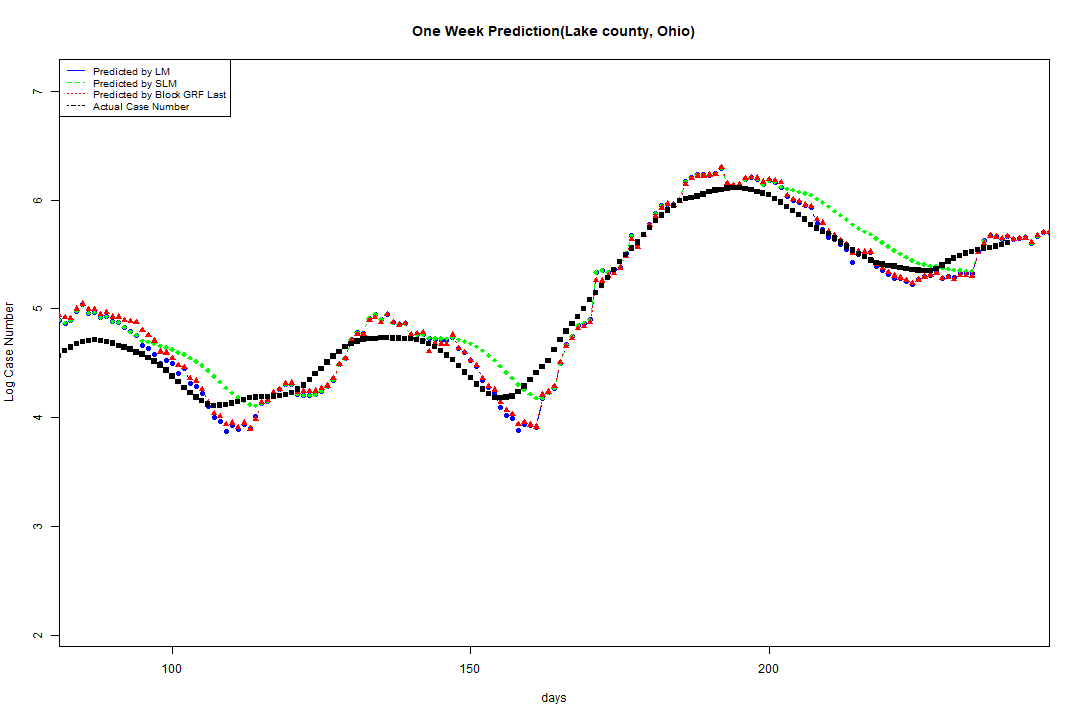 One Week Prediction(Lake county, Ohio)
Predicted by LM
Predicted by SLM
Predicted by Block GRF Last
Actual Case Number
7
6
5
4
3
2
Log Case Number
100 150 200
days